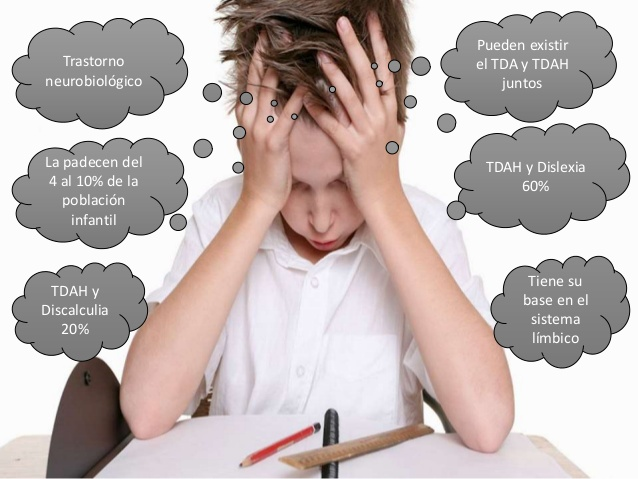 Trastorno
neurobiológico
La padecen del
4 al 10% de la
población
infantil
TDAH y
Discalculia
20%
Pueden existir
el TDA y TDAH
juntos
TDAH y Dislexia
60%
Tiene su
base en el
sistema
límbico